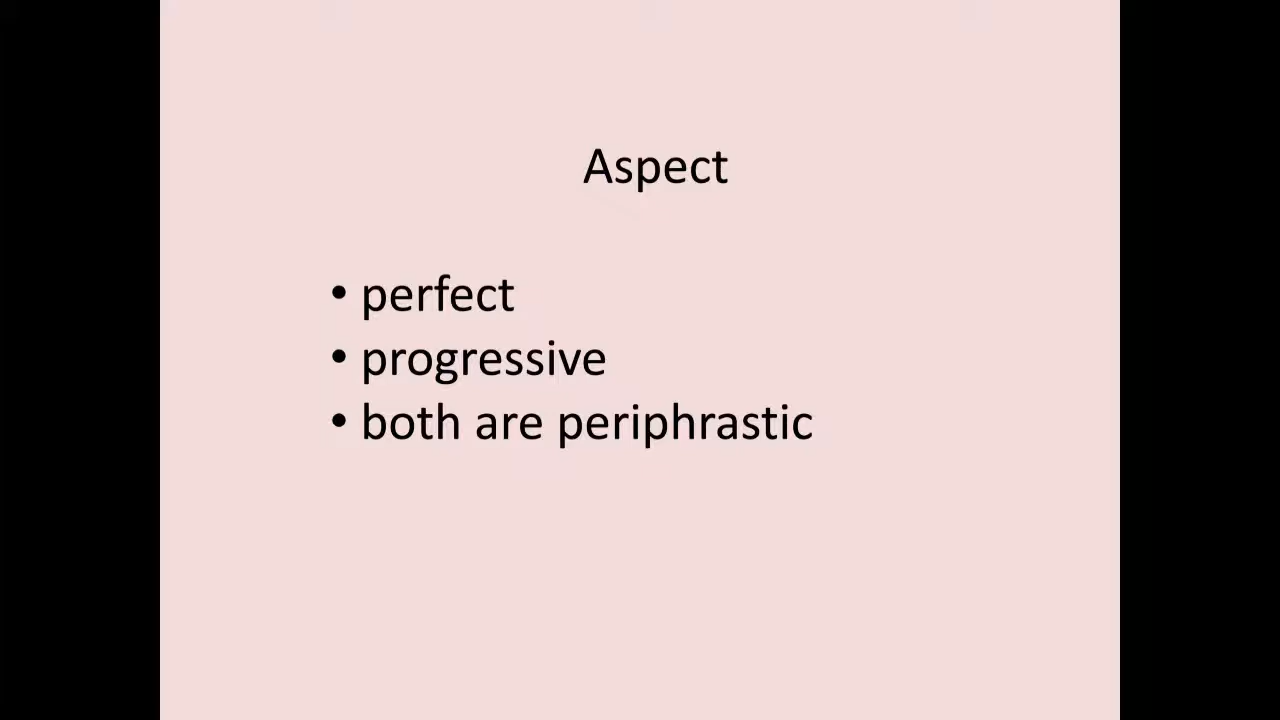 Aspect
• perfect
• progressive
• both are periphrastic